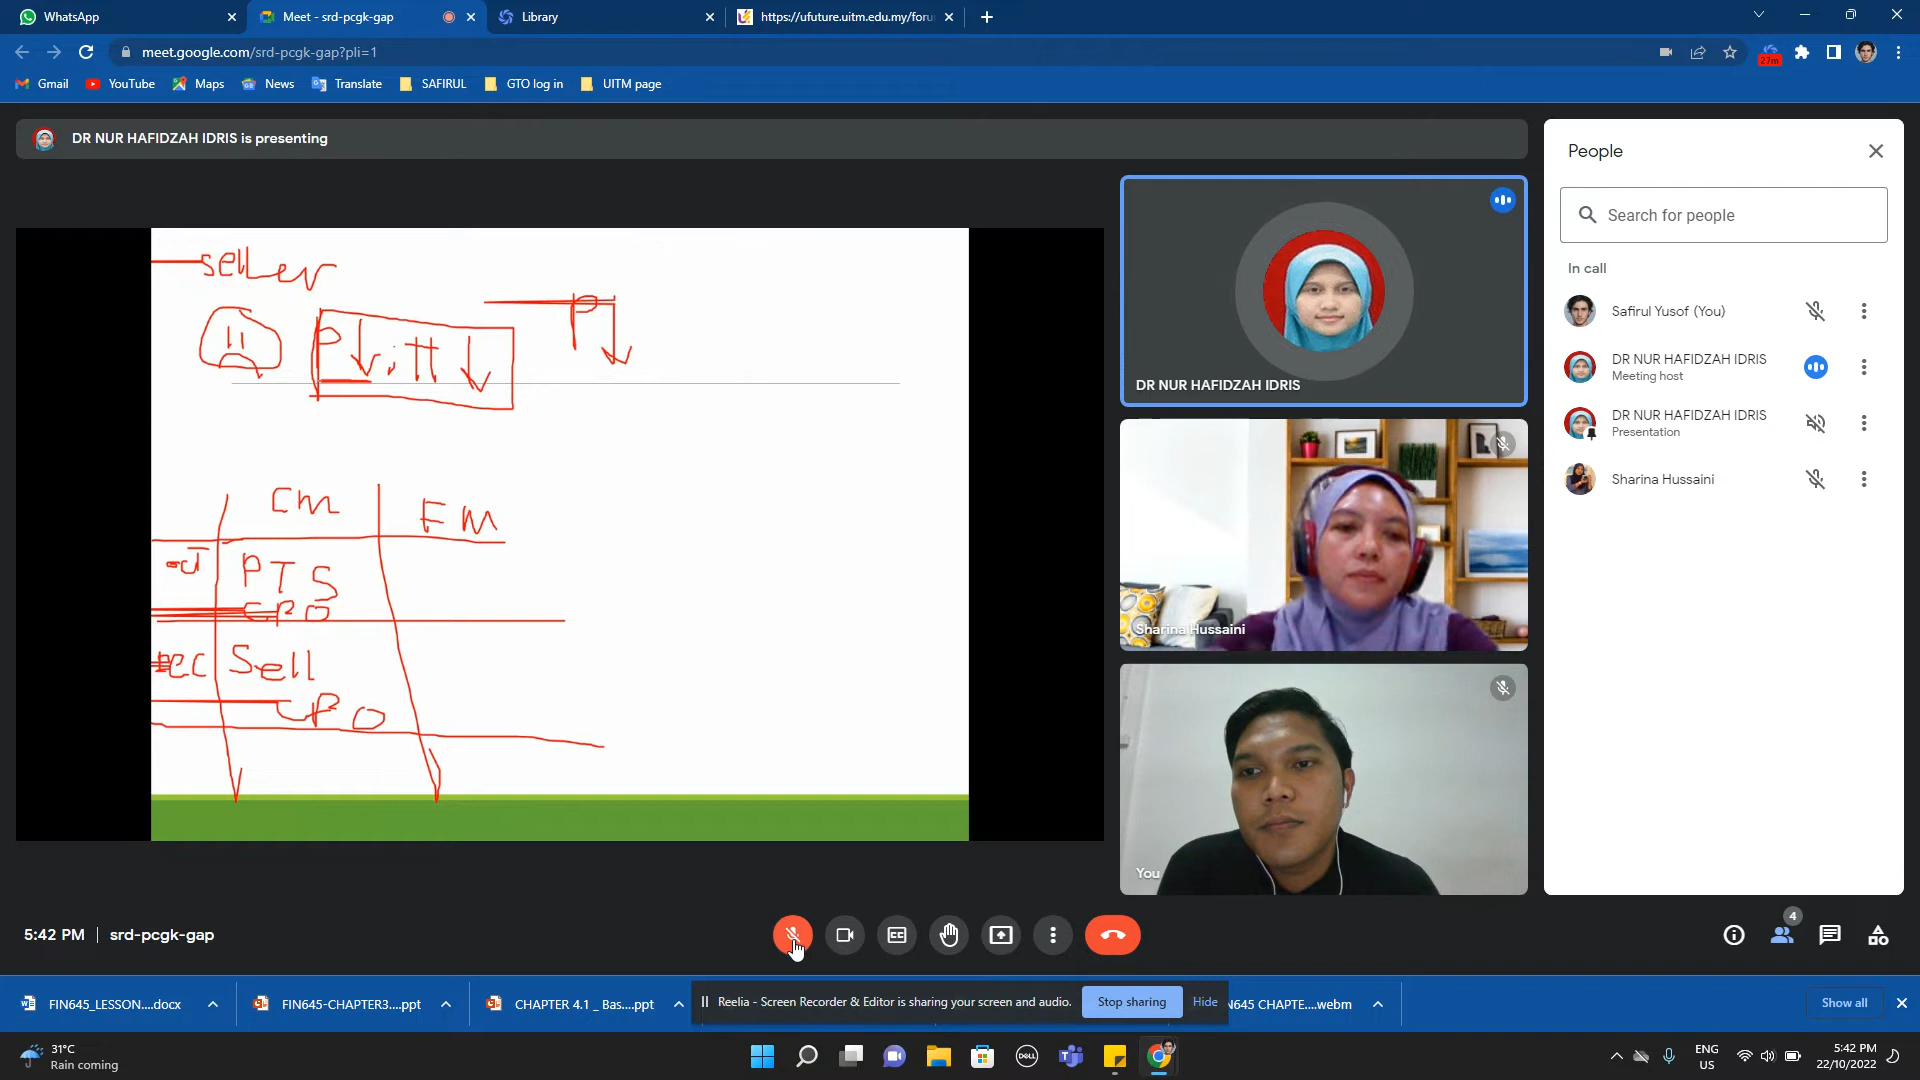 WhatsApp
Meet - srd-pcgk-gap
Library
https://ufuture.uitm.edu.my/foru
meet.google.com/srd-pcgk-gap?pli=1
27m
Gmail
YouTube
Maps
News
Translate
SAFIRUL
GTO log in
UITM page
DR NUR HAFIDZAH IDRIS is presenting
seller
P↓, π↓
P↓
CM
FM
PTS
CPO
Sell
CPO
DR NUR HAFIDZAH IDRIS
Sharina Hussaini
You
People
Search for people
In call
Safirul Yusof (You)
DR NUR HAFIDZAH IDRIS
Meeting host
DR NUR HAFIDZAH IDRIS
Presentation
Sharina Hussaini
5:42 PM | srd-pcgk-gap
4
FIN645_LESSON....docx
FIN645-CHAPTER3....ppt
CHAPTER 4.1 _ Bas....ppt
Reelia - Screen Recorder & Editor is sharing your screen and audio.
Stop sharing
Hide
N645 CHAPTE....webm
Show all
31°C
Rain coming
DELL
ENG
US
5:42 PM
22/10/2022